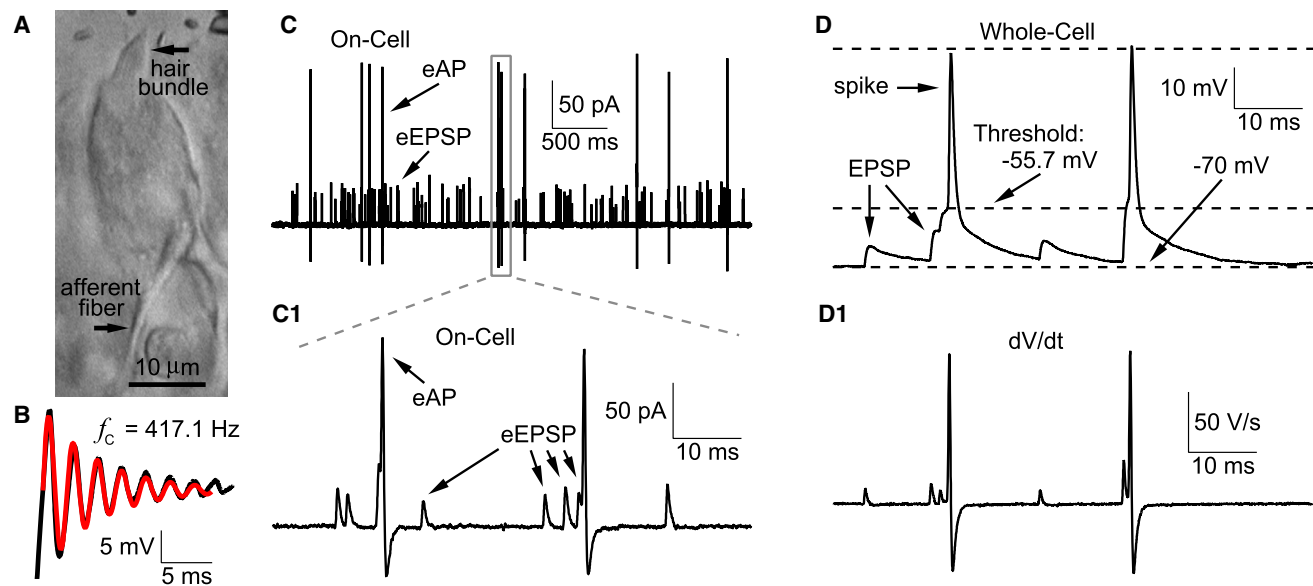 A
hair
bundle
afferent
fiber
10 μm
B
fc = 417.1 Hz
5 mV
5 ms
C
On-Cell
eAP
eEPSP
50 pA
500 ms
C1
On-Cell
eAP
eEPSP
50 pA
10 ms
D
Whole-Cell
spike
10 mV
10 ms
Threshold:
-55.7 mV
-70 mV
EPSP
D1
dV/dt
50 V/s
10 ms